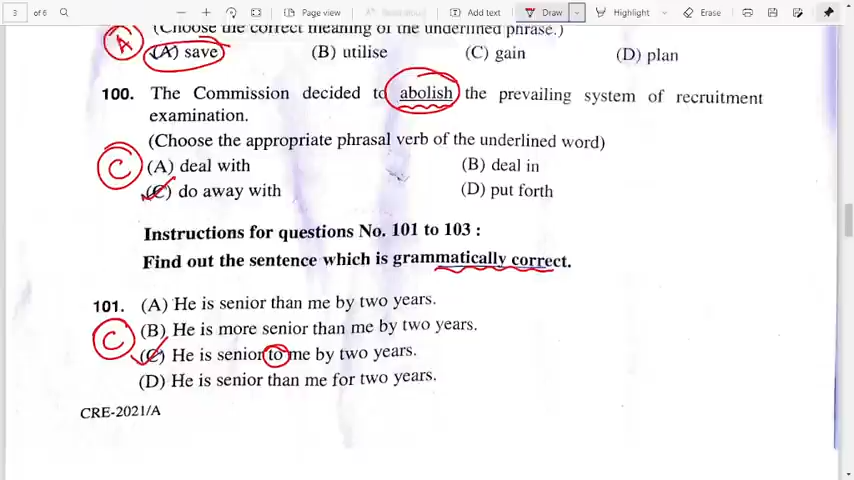 3 of 6 Page view Read aloud Add text Draw Highlight Erase
(Choose the correct meaning of the underlined phrase.)
A (A) save (B) utilise (C) gain (D) plan
100. The Commission decided to abolish the prevailing system of recruitment
examination.
(Choose the appropriate phrasal verb of the underlined word)
C (A) deal with (B) deal in
(C) do away with (D) put forth
Instructions for questions No. 101 to 103 :
Find out the sentence which is grammatically correct.
101. (A) He is senior than me by two years.
C (B) He is more senior than me by two years.
(C) He is senior to me by two years.
(D) He is senior than me for two years.
CRE-2021/A